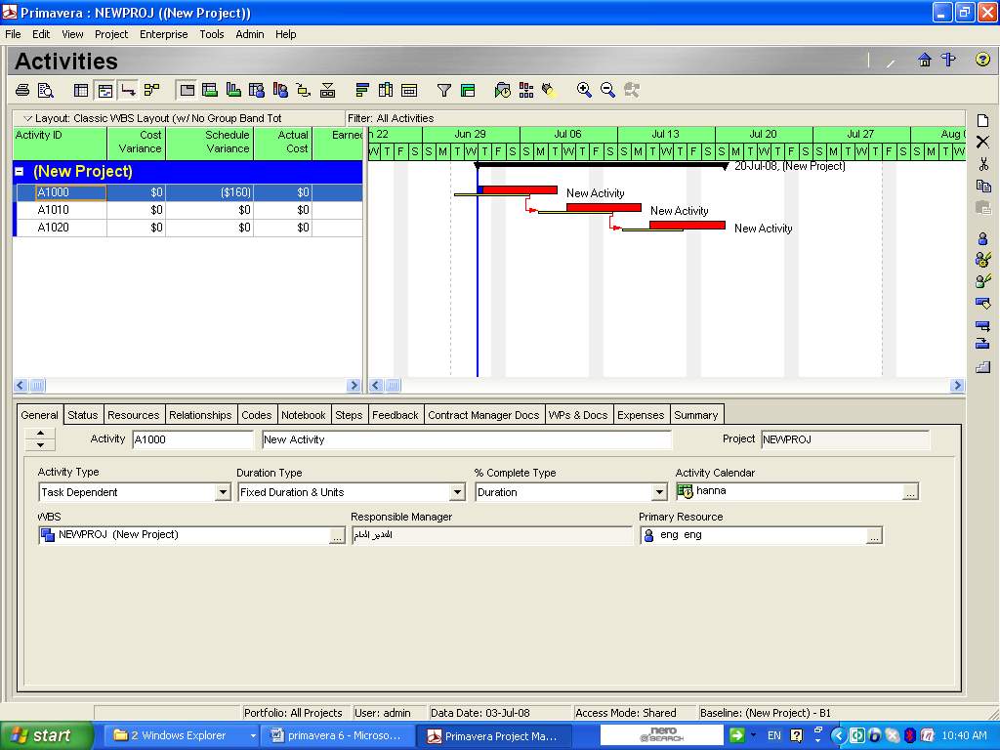 Primavera : NEWPROJ ((New Project))
File Edit View Project Enterprise Tools Admin Help
Activities
Layout: Classic WBS Layout (w/ No Group Band Tot Filter: All Activities
Activity ID Cost Variance Schedule Variance Actual Cost Earned
n 22 Jun 29 Jul 06 Jul 13 Jul 20 Jul 27 Aug 0
W T F S S M T W T F S S M T W T F S S M T W T F S S M T W T F S S M T W T F S S M T W
(New Project) 20-Jul-08, (New Project)
A1000 $0 ($160) $0 New Activity
A1010 $0 $0 $0 New Activity
A1020 $0 $0 $0 New Activity
General Status Resources Relationships Codes Notebook Steps Feedback Contract Manager Docs WPs & Docs Expenses Summary
Activity A1000 New Activity Project NEWPROJ
Activity Type Duration Type % Complete Type Activity Calendar
Task Dependent Fixed Duration & Units Duration hanna ...
WBS Responsible Manager Primary Resource
NEWPROJ (New Project) ... المدير العام eng eng ...
Portfolio: All Projects User: admin Data Date: 03-Jul-08 Access Mode: Shared Baseline: (New Project) - B1
start 2 Windows Explorer primavera 6 - Microso... Primavera Project Ma... nero @SEARCH EN 10:40 AM